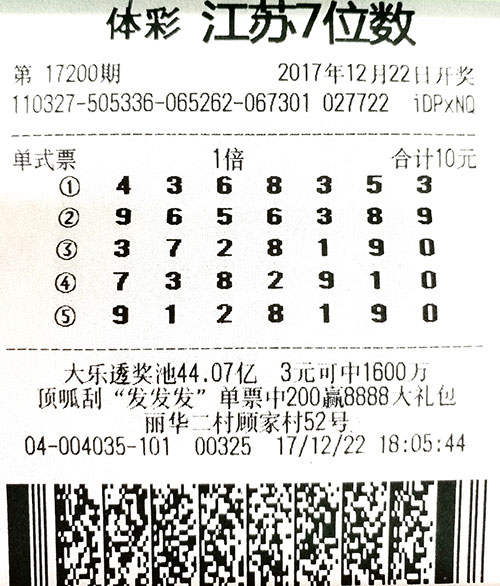 体彩 江苏7位数
第 17200期 2017年12月22日开奖
110327-505336-065262-067301 027722 iDPxNQ
单式票 1倍 合计10元
① 4 3 6 8 3 5 3
② 9 6 5 6 3 8 9
③ 3 7 2 8 1 9 0
④ 7 3 8 2 9 1 0
⑤ 9 1 2 8 1 9 0
大乐透奖池44.07亿 3元可中1600万
顶呱刮“发发发”单票中200赢8888大礼包
丽华二村顾家村52号
04-004035-101 00325 17/12/22 18:05:44